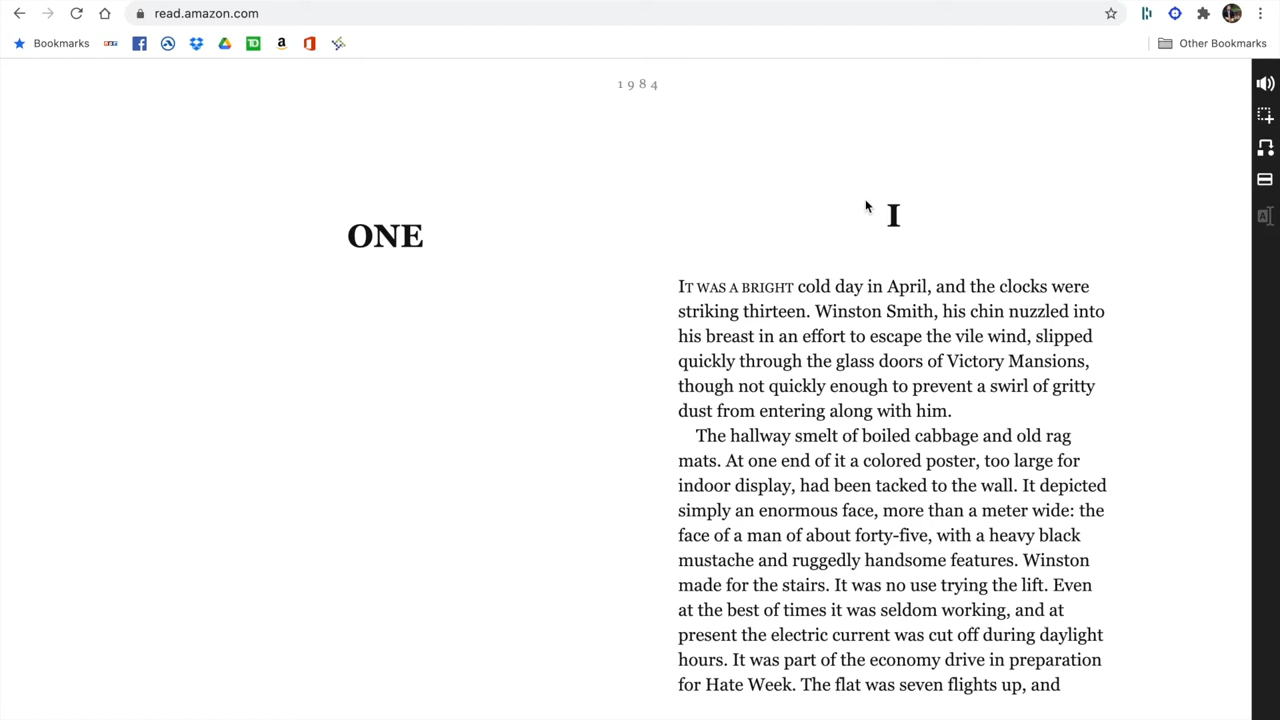 read.amazon.com
Bookmarks
TD
a
Other Bookmarks
1984
ONE
I
IT WAS A BRIGHT cold day in April, and the clocks were
striking thirteen. Winston Smith, his chin nuzzled into
his breast in an effort to escape the vile wind, slipped
quickly through the glass doors of Victory Mansions,
though not quickly enough to prevent a swirl of gritty
dust from entering along with him.
The hallway smelt of boiled cabbage and old rag
mats. At one end of it a colored poster, too large for
indoor display, had been tacked to the wall. It depicted
simply an enormous face, more than a meter wide: the
face of a man of about forty-five, with a heavy black
mustache and ruggedly handsome features. Winston
made for the stairs. It was no use trying the lift. Even
at the best of times it was seldom working, and at
present the electric current was cut off during daylight
hours. It was part of the economy drive in preparation
for Hate Week. The flat was seven flights up, and